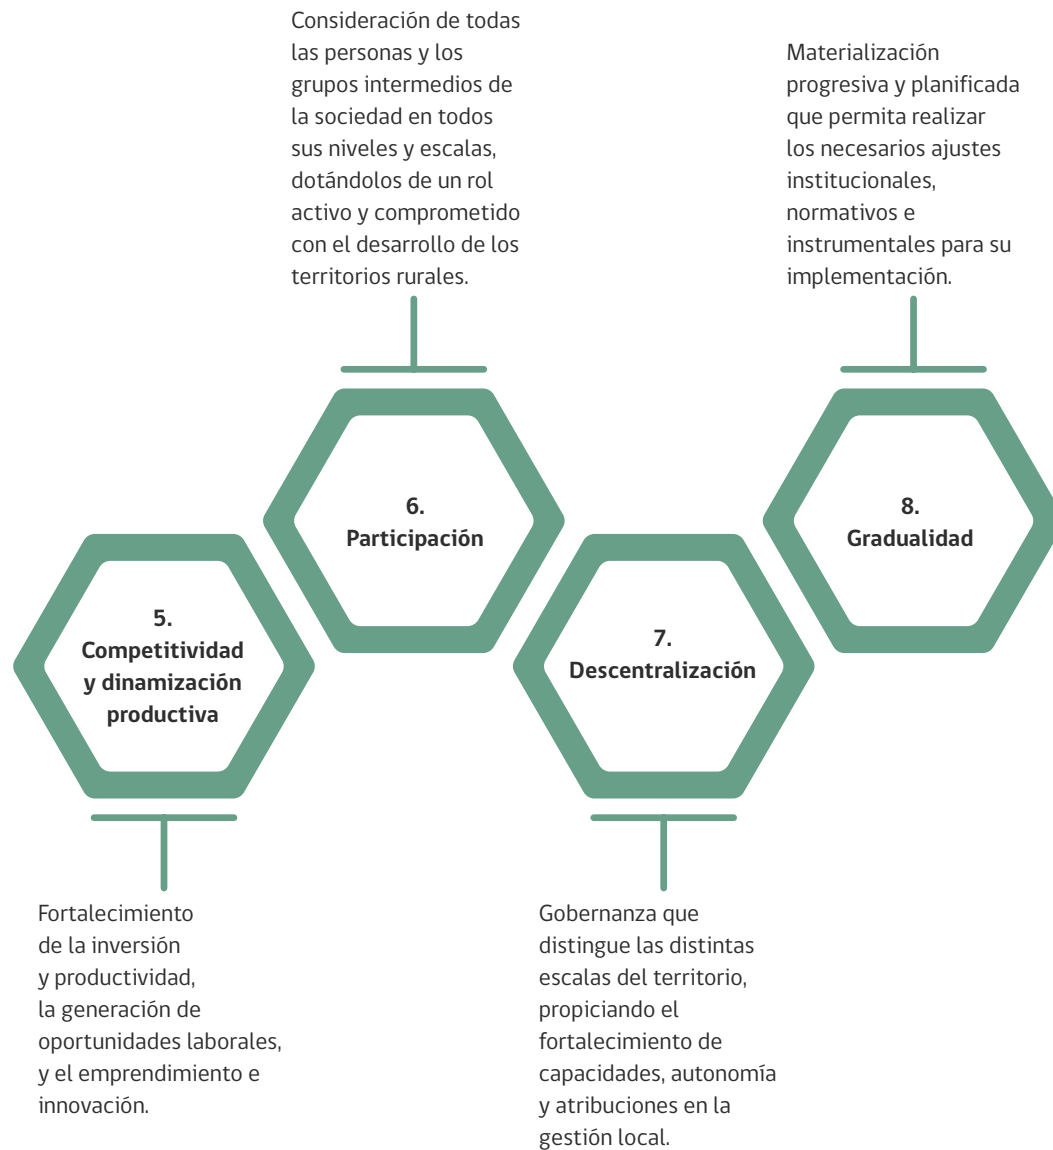 Consideración de todas
las personas y los
grupos intermedios de
la sociedad en todos
sus niveles y escalas,
dotándolos de un rol
activo y comprometido
con el desarrollo de los
territorios rurales.
Materialización
progresiva y planificada
que permita realizar
los necesarios ajustes
institucionales,
normativos e
instrumentales para su
implementación.
5.
Competitividad
y dinamización
productiva
6.
Participación
7.
Descentralización
8.
Gradualidad
Fortalecimiento
de la inversión
y productividad,
la generación de
oportunidades laborales,
y el emprendimiento e
innovación.
Gobernanza que
distingue las distintas
escalas del territorio,
propiciando el
fortalecimiento de
capacidades, autonomía
y atribuciones en la
gestión local.